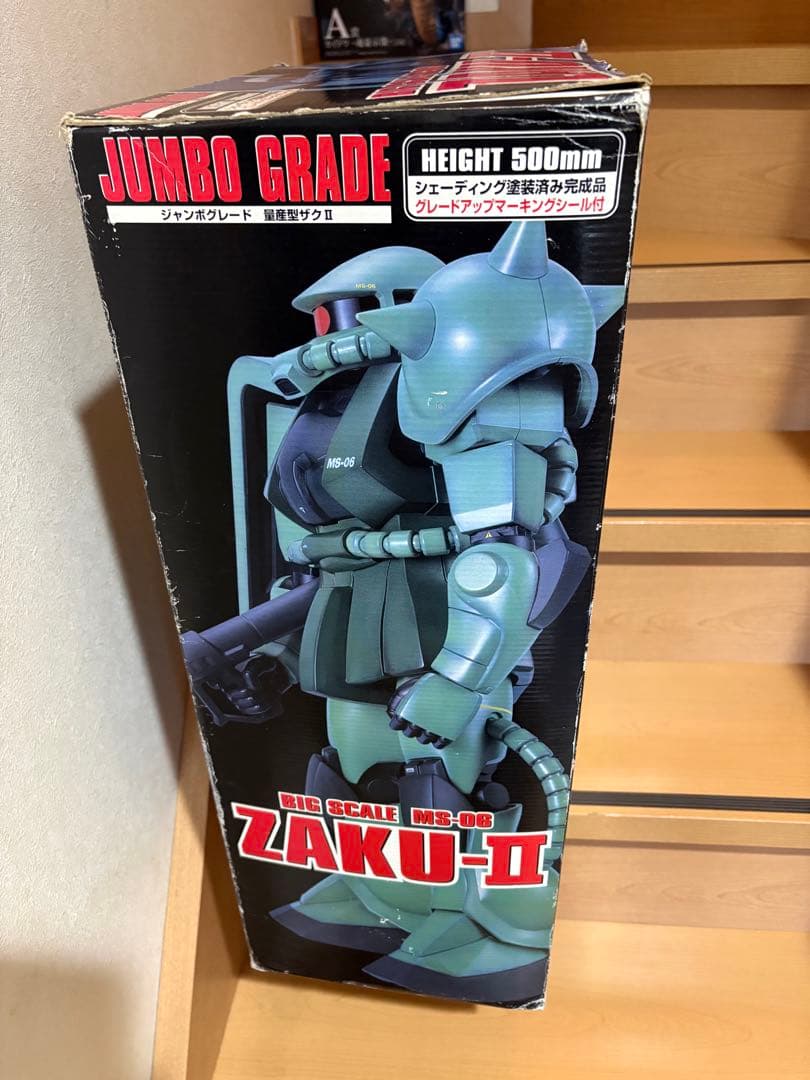 A賞
JUMBO GRADE
ジャンボグレード 量産型ザクⅡ
HEIGHT 500mm
シェーディング塗装済み完成品
グレードアップマーキングシール付
MS-06
MS-06
BIG SCALE MS-06
ZAKU-II